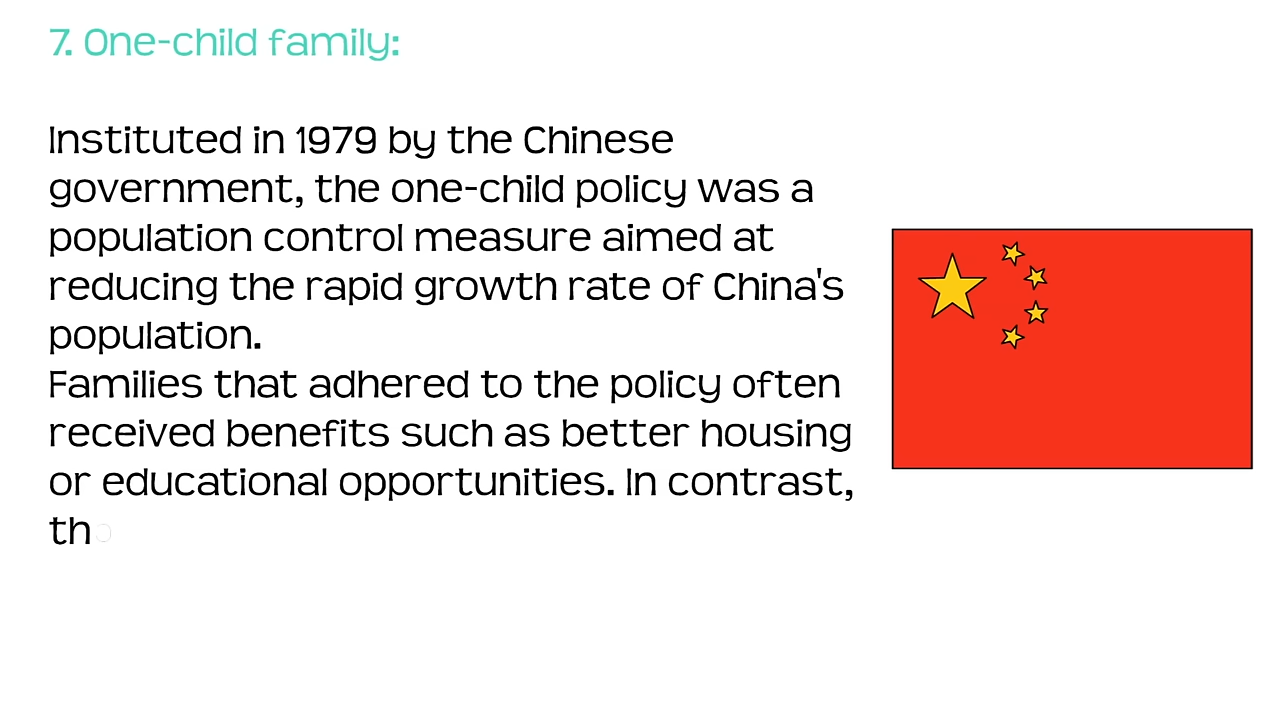 7. One-child family:
Instituted in 1979 by the Chinese
government, the one-child policy was a
population control measure aimed at
reducing the rapid growth rate of China's
population.
Families that adhered to the policy often
received benefits such as better housing
or educational opportunities. In contrast,
th